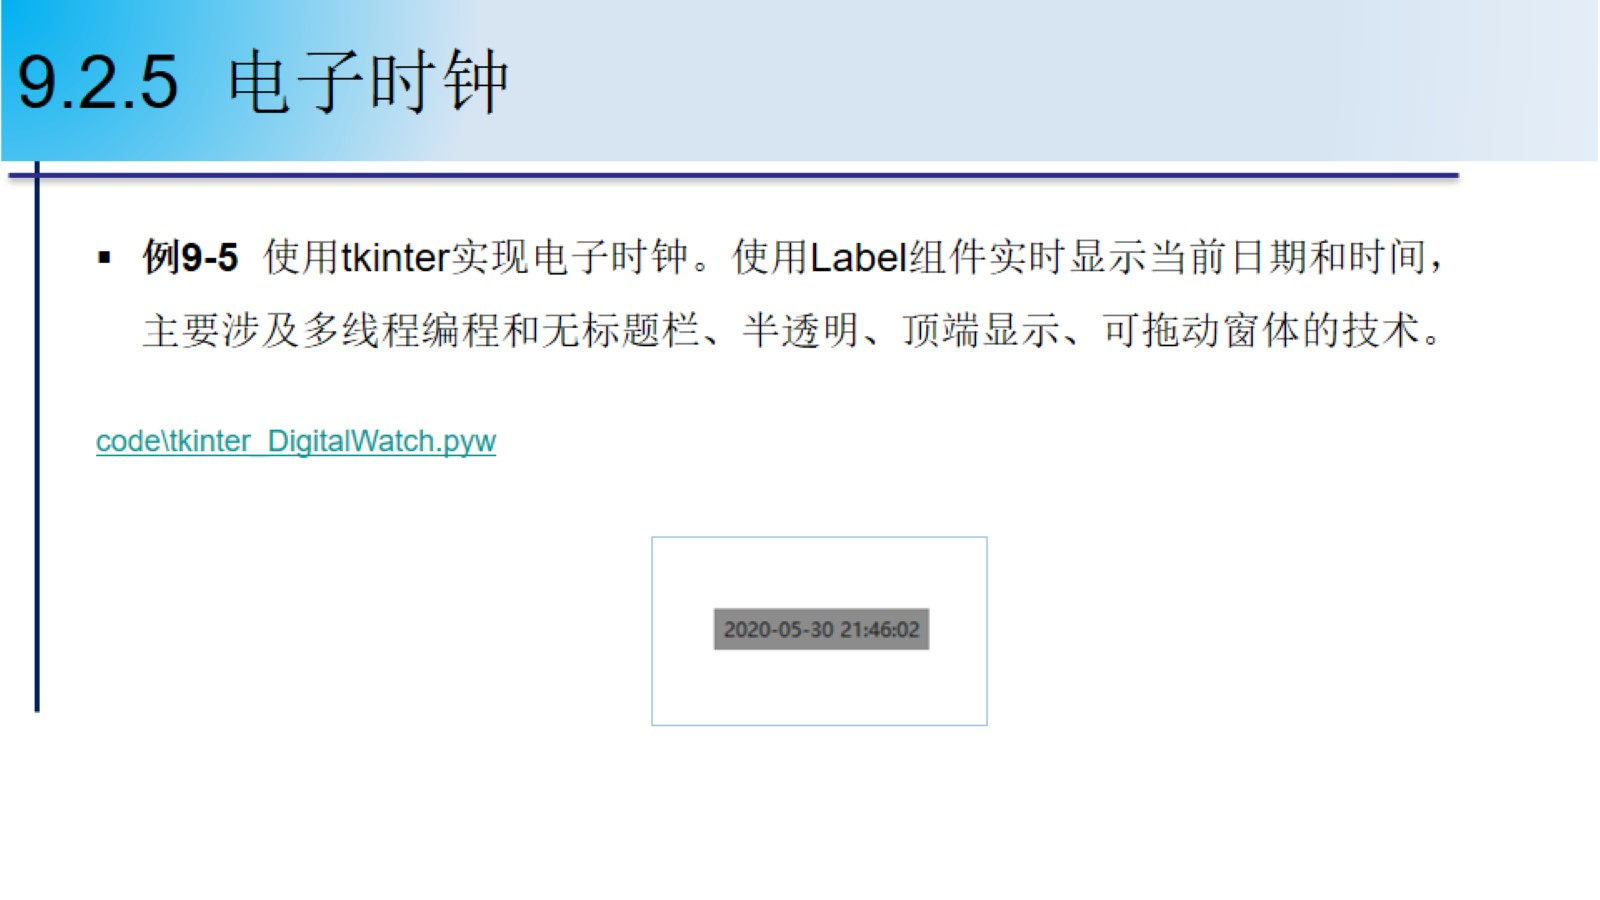 9.2.5 电子时钟
例9-5 使用tkinter实现电子时钟。使用Label组件实时显示当前日期和时间，
主要涉及多线程编程和无标题栏、半透明、顶端显示、可拖动窗体的技术。
code\tkinter_DigitalWatch.pyw
2020-05-30 21:46:02